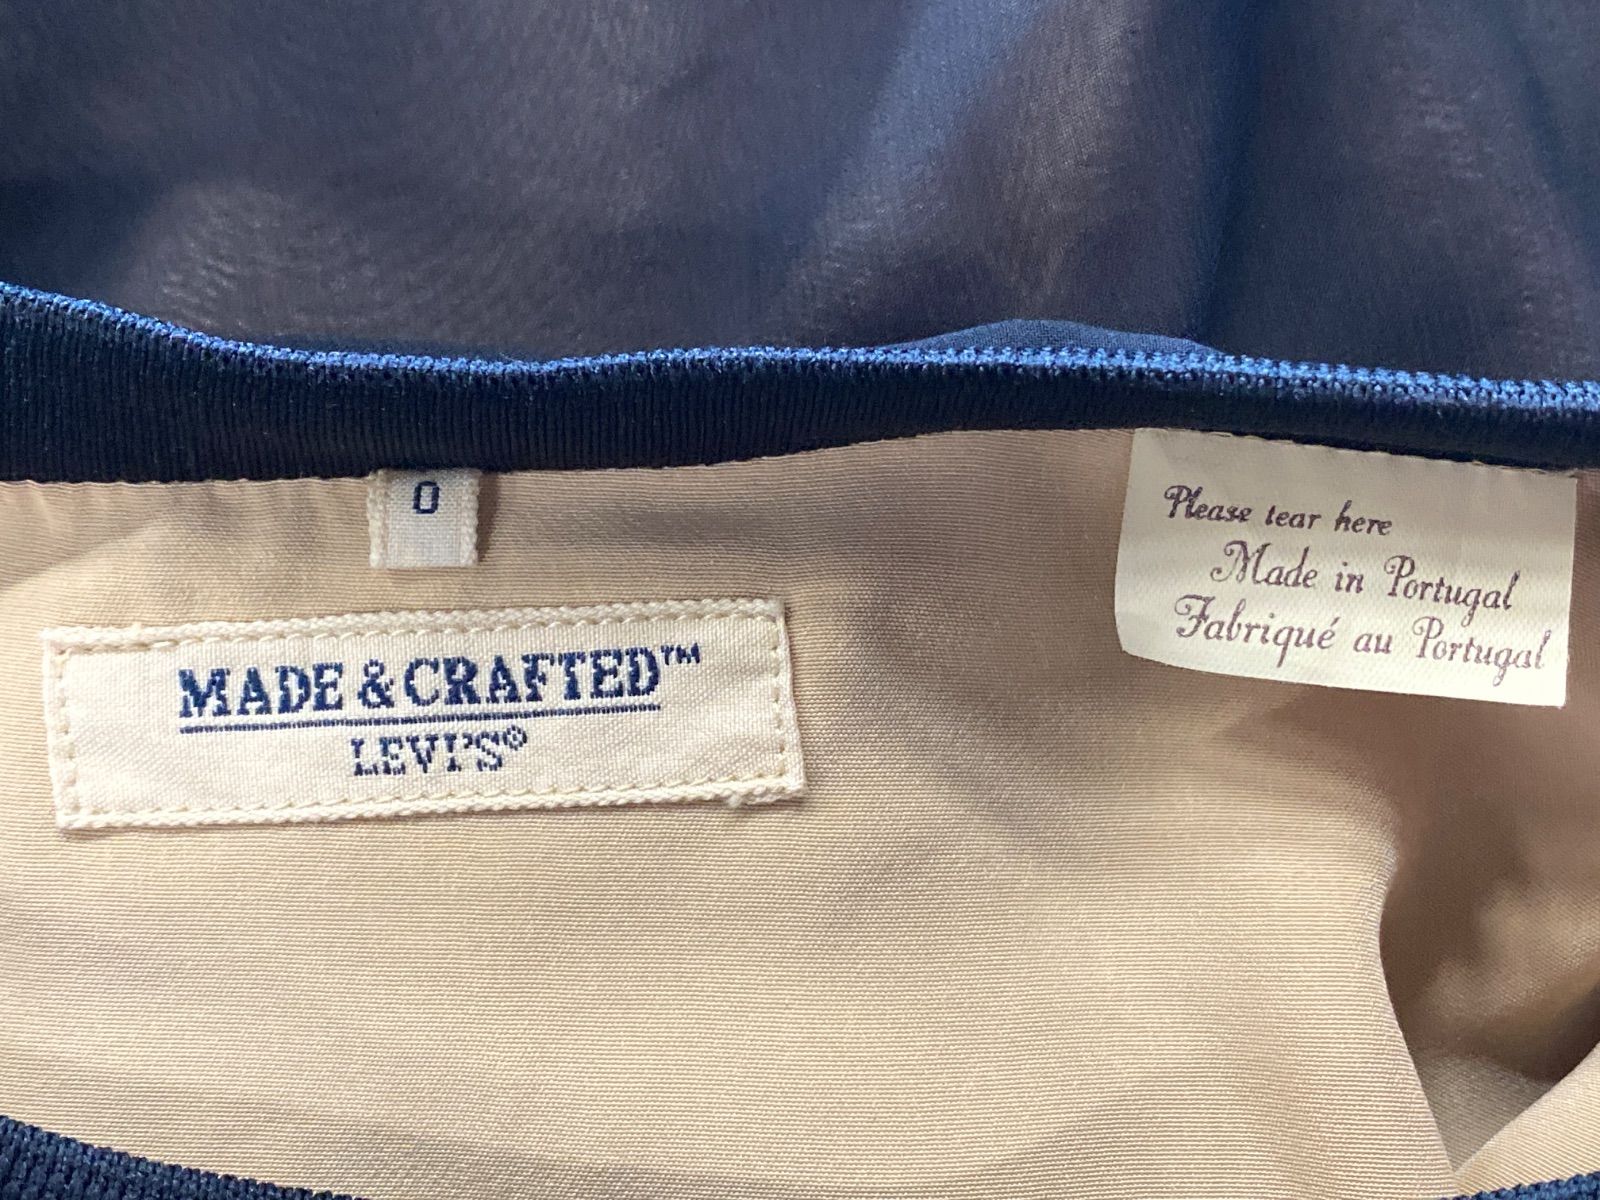 0
MADE & CRAFTED™
LEVI'S®
Please tear here
Made in Portugal
Fabriqué au Portugal